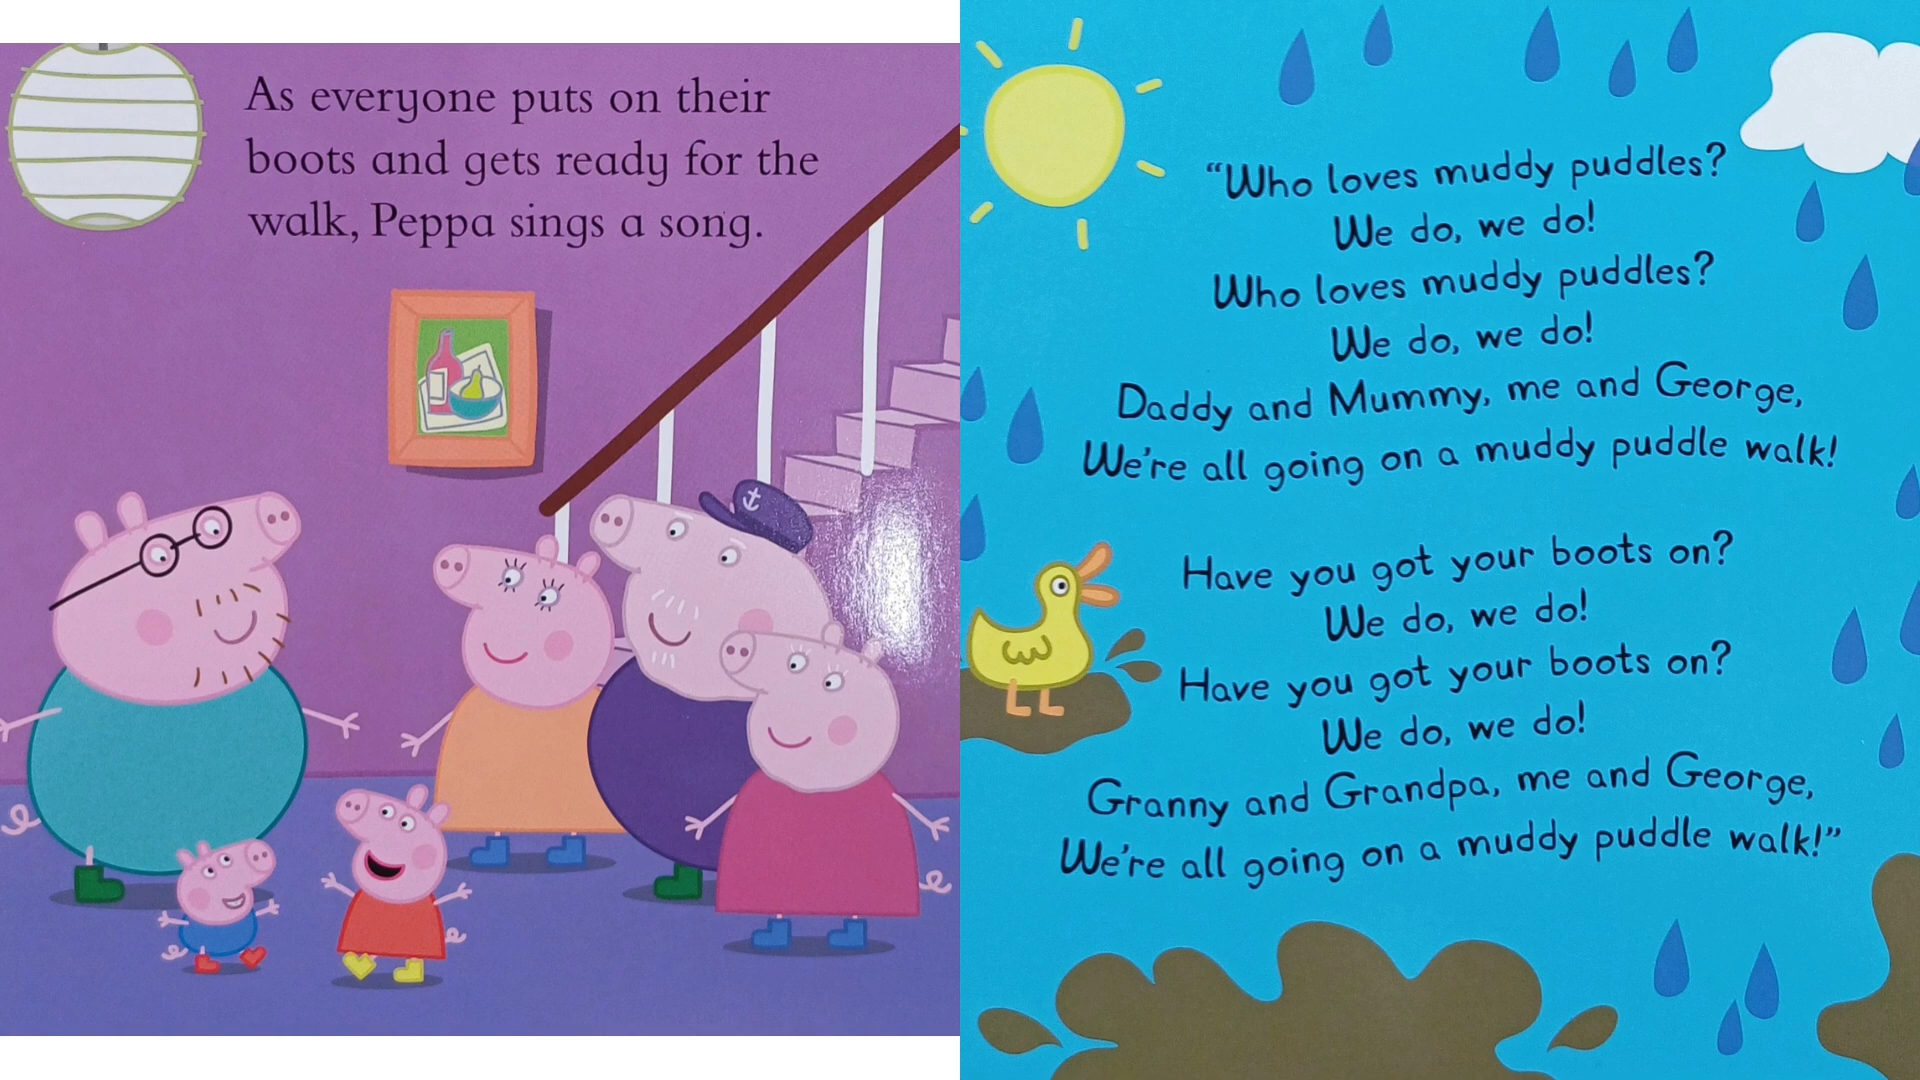 As everyone puts on their
boots and gets ready for the
walk, Peppa sings a song.
“Who loves muddy puddles?
We do, we do!
Who loves muddy puddles?
We do, we do!
Daddy and Mummy, me and George,
We're all going on a muddy puddle walk!
Have you got your boots on?
We do, we do!
Have you got your boots on?
We do, we do!
Granny and Grandpa, me and George,
We're all going on a muddy puddle walk!”